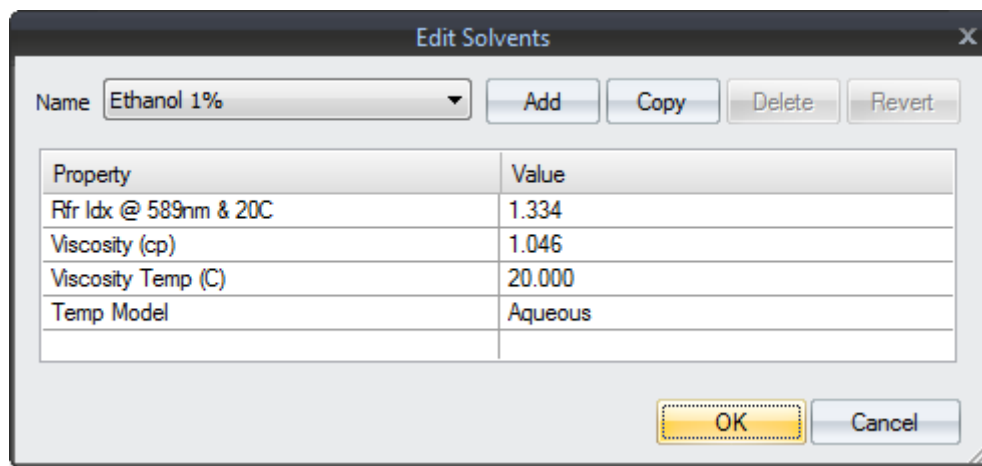 Edit Solvents x
Name Ethanol 1% Add Copy Delete Revert
Property Value
Rfr Idx @ 589nm & 20C 1.334
Viscosity (cp) 1.046
Viscosity Temp (C) 20.000
Temp Model Aqueous
OK Cancel